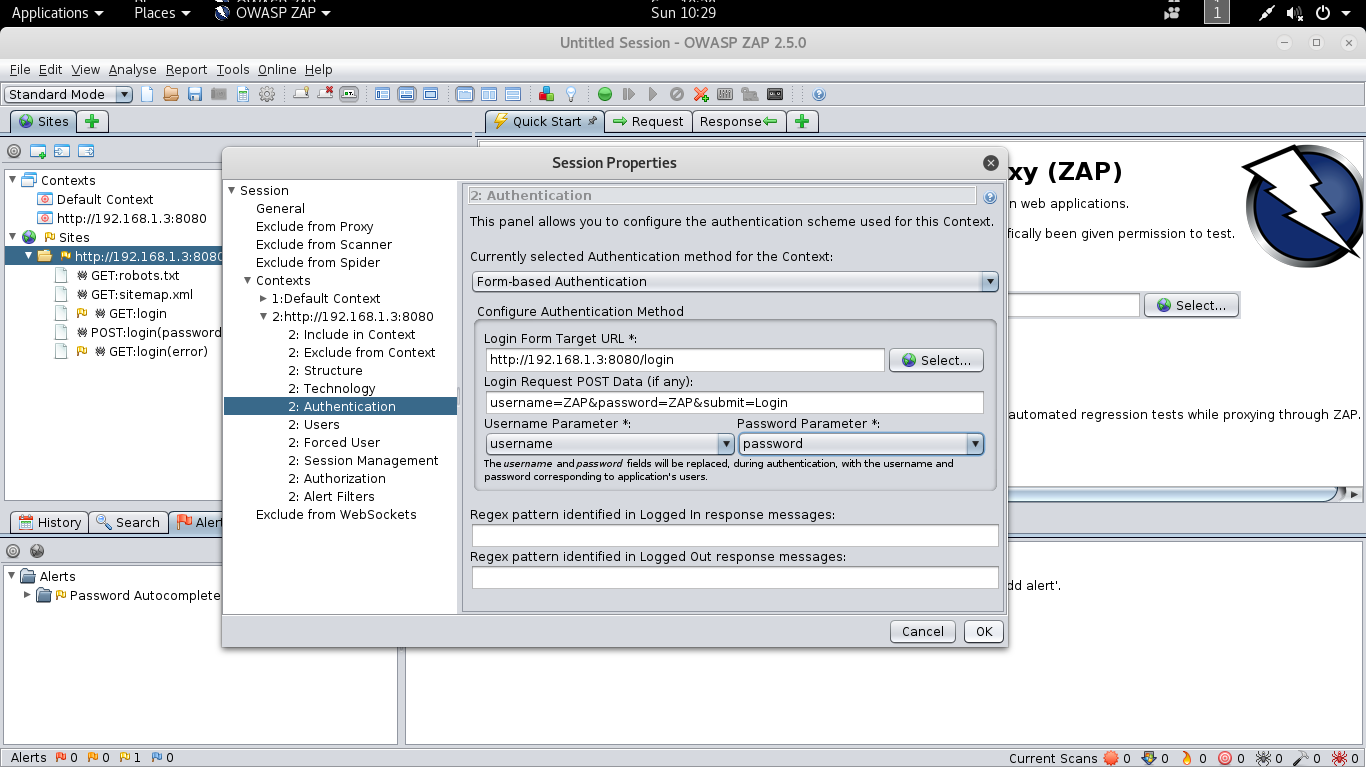 Applications
Places
OWASP ZAP
Sun 10:29
1
Untitled Session - OWASP ZAP 2.5.0
File Edit View Analyse Report Tools Online Help
Standard Mode
Sites
Quick Start
Request
Response
Contexts
Default Context
http://192.168.1.3:8080
Sites
http://192.168.1.3:8080
GET:robots.txt
GET:sitemap.xml
GET:login
POST:login(password
GET:login(error)
Session Properties
Session
General
Exclude from Proxy
Exclude from Scanner
Exclude from Spider
Contexts
1:Default Context
2:http://192.168.1.3:8080
2: Include in Context
2: Exclude from Context
2: Structure
2: Technology
2: Authentication
2: Users
2: Forced User
2: Session Management
2: Authorization
2: Alert Filters
Exclude from WebSockets
2: Authentication
This panel allows you to configure the authentication scheme used for this Context.
Currently selected Authentication method for the Context:
Form-based Authentication
Configure Authentication Method
Login Form Target URL *:
http://192.168.1.3:8080/login
Select...
Login Request POST Data (if any):
username=ZAP&password=ZAP&submit=Login
Username Parameter *: Password Parameter *:
username password
The username and password fields will be replaced, during authentication, with the username and
password corresponding to application's users.
Regex pattern identified in Logged In response messages:
Regex pattern identified in Logged Out response messages:
Cancel OK
xy (ZAP)
n web applications.
ifically been given permission to test.
Select...
automated regression tests while proxying through ZAP.
History Search Alert
Alerts
Password Autocomplete
dd alert'.
Alerts 0 0 1 0
Current Scans 0 0 0 0 0 0 0